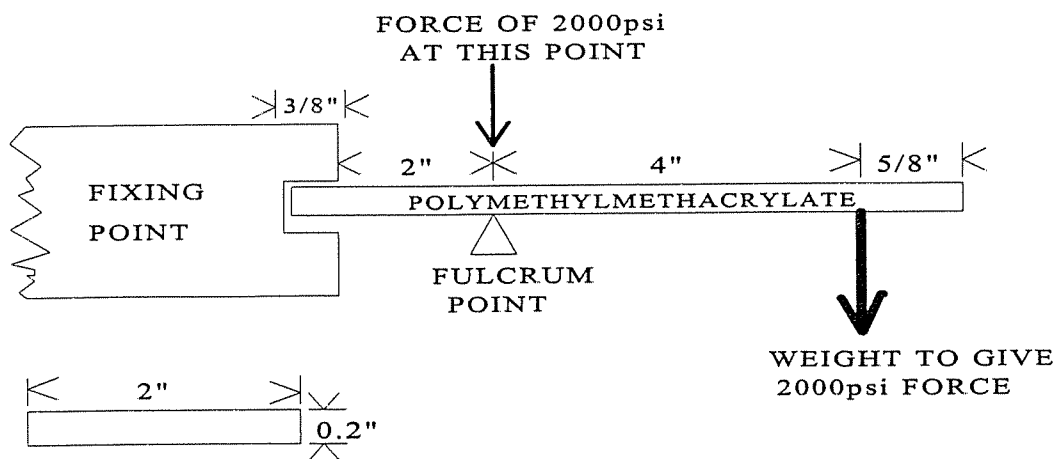 FORCE OF 2000psi
AT THIS POINT
3/8"
2"
4"
5/8"
FIXING
POINT
POLYMETHYLMETHACRYLATE
FULCRUM
POINT
WEIGHT TO GIVE
2000psi FORCE
2"
0.2"